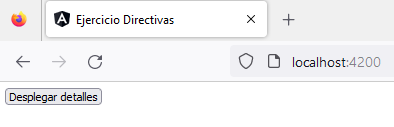 Ejercicio Directivas
localhost:4200
Desplegar detalles